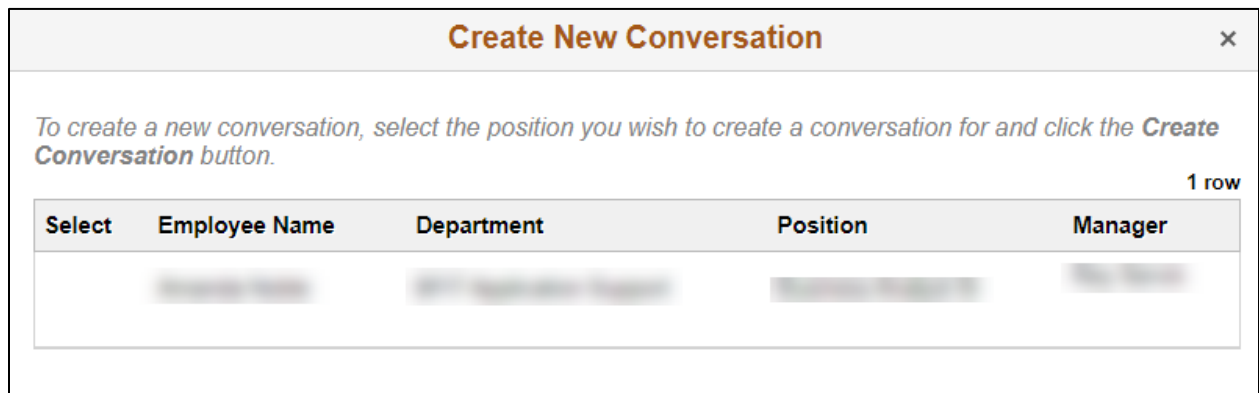 Create New Conversation ×
To create a new conversation, select the position you wish to create a conversation for and click the Create
Conversation button.
1 row
Select Employee Name Department Position Manager